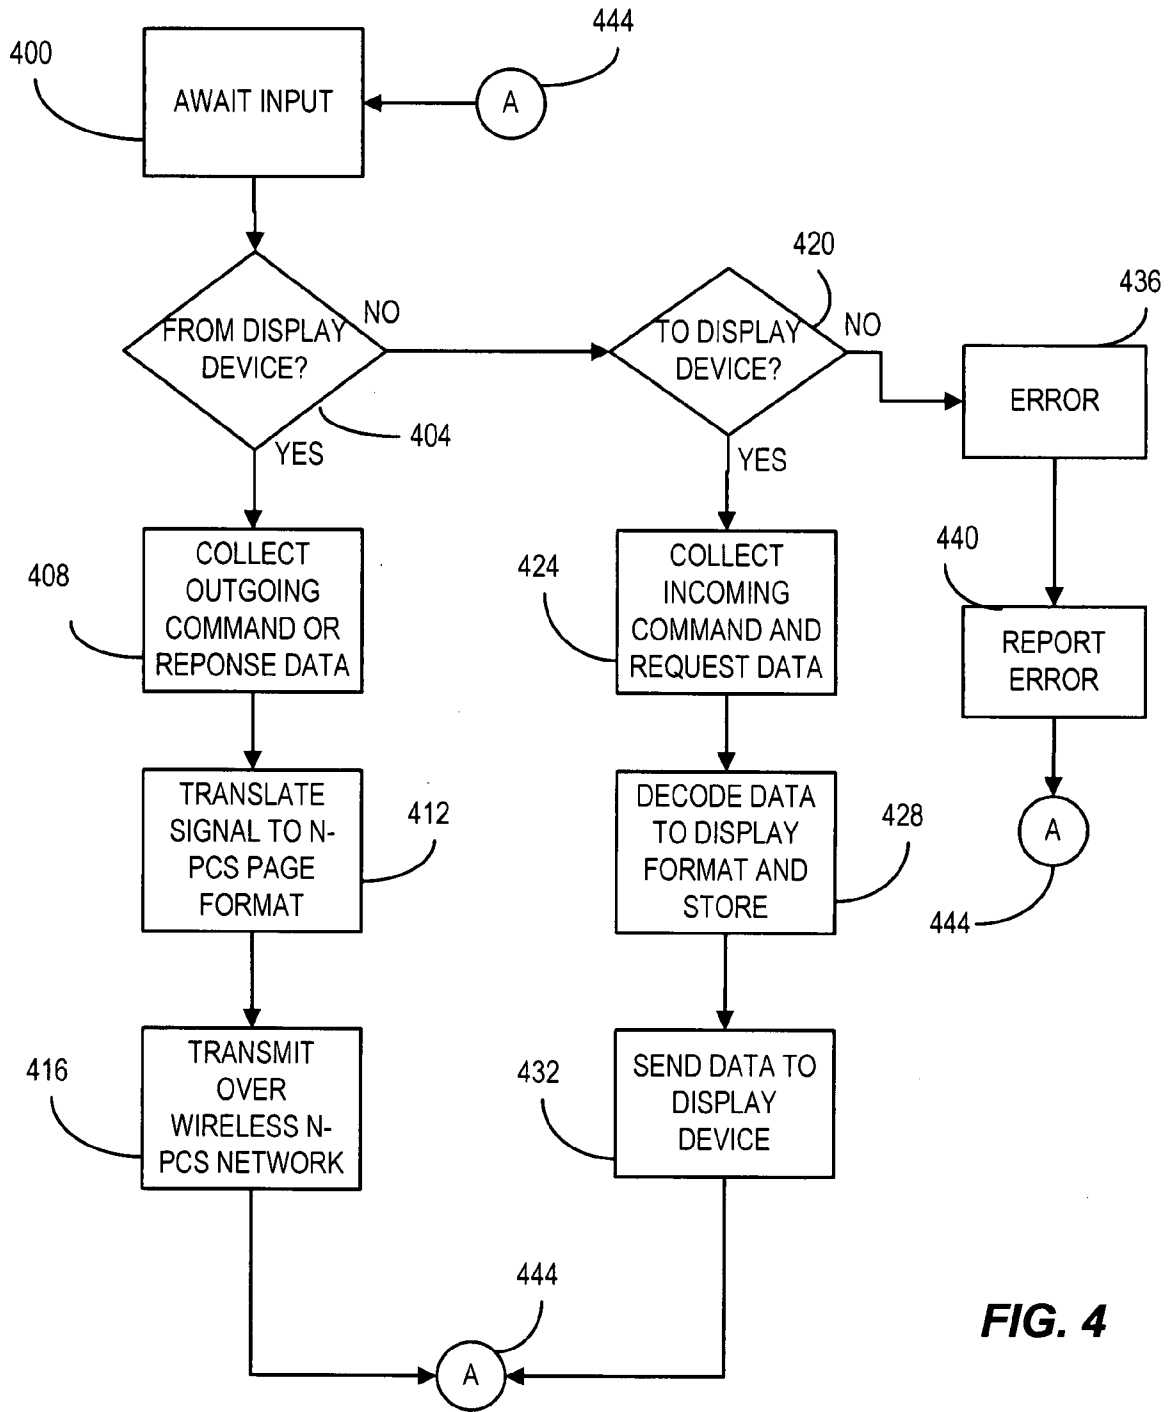 444
400
AWAIT INPUT
A
420
436
NO
FROM DISPLAY
DEVICE?
TO DISPLAY
DEVICE?
NO
ERROR
404
YES
YES
440
COLLECT
OUTGOING
COMMAND OR
REPONSE DATA
408
COLLECT
INCOMING
COMMAND AND
REQUEST DATA
424
REPORT
ERROR
TRANSLATE
SIGNAL TO N-
PCS PAGE
FORMAT
412
DECODE DATA
TO DISPLAY
FORMAT AND
STORE
428
A
444
TRANSMIT
OVER
WIRELESS N-
PCS NETWORK
416
SEND DATA TO
DISPLAY
DEVICE
432
444
A
FIG. 4